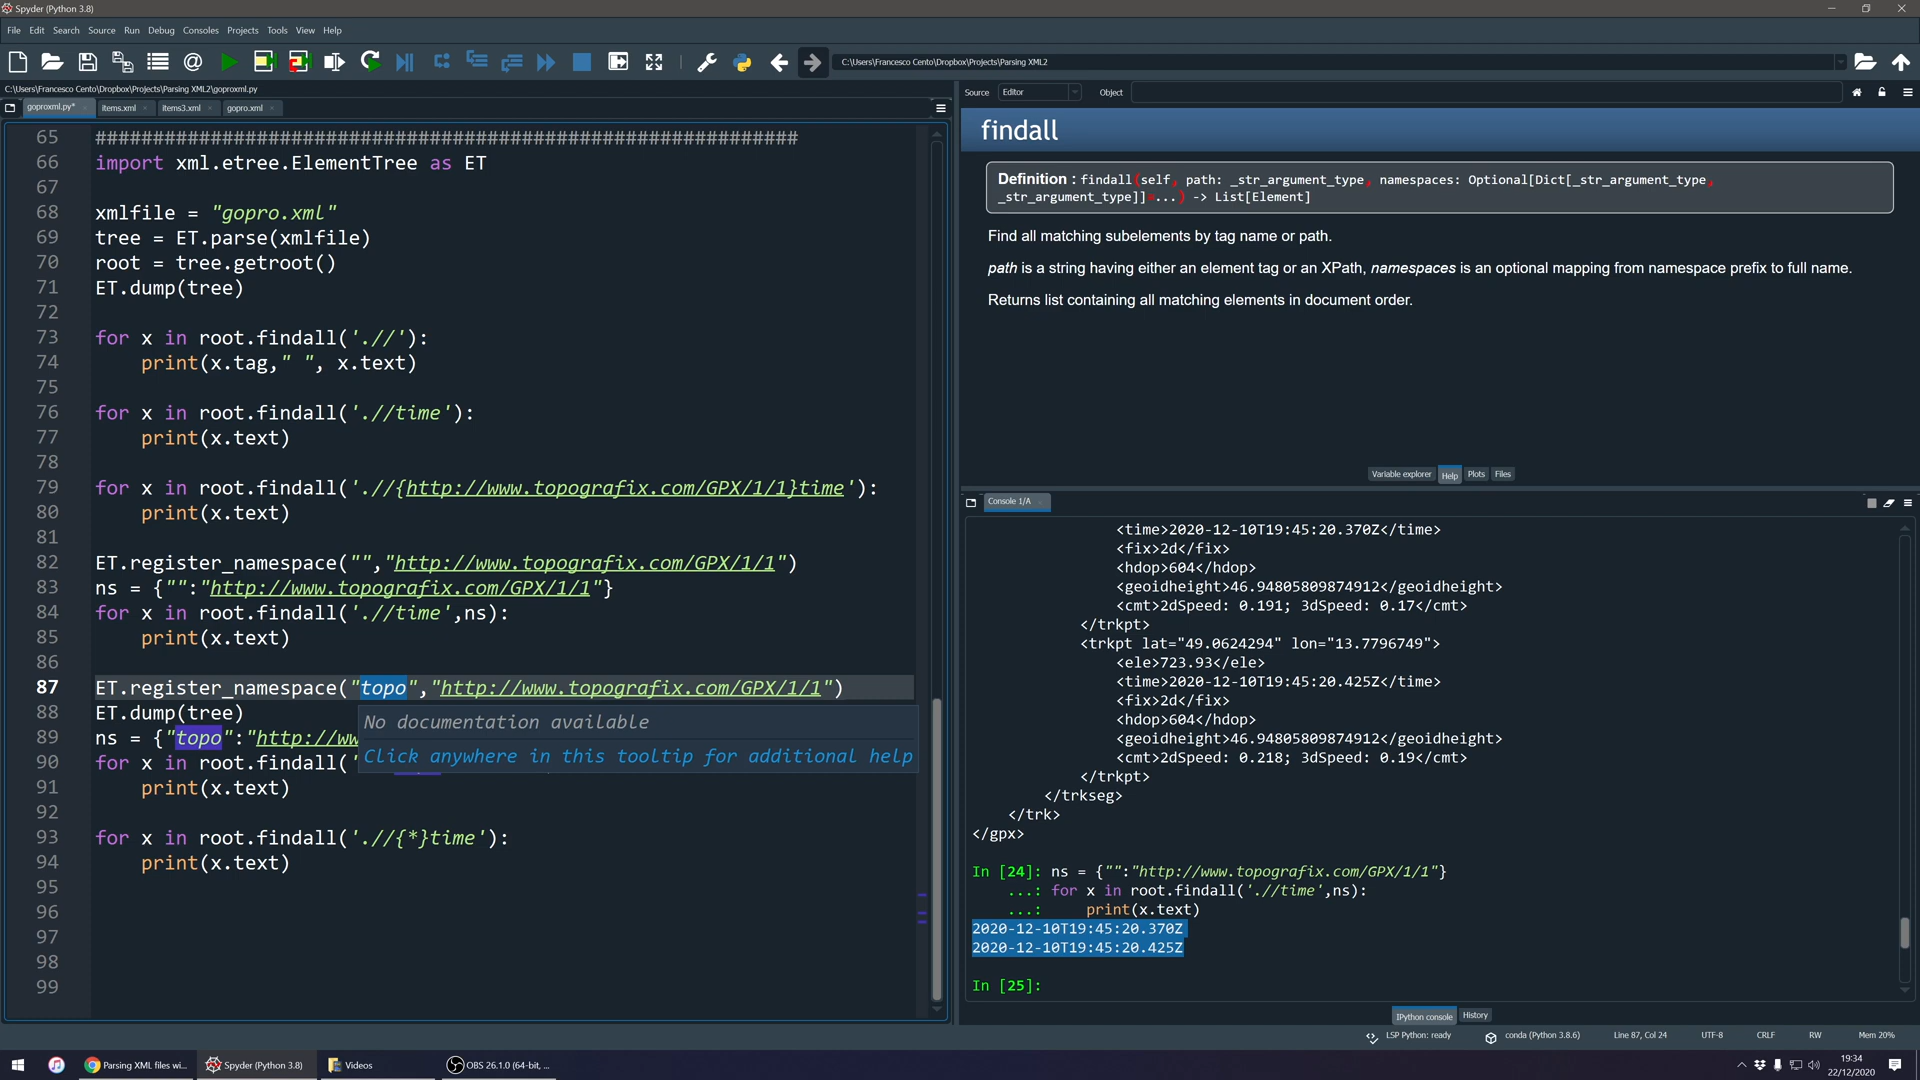 Spyder (Python 3.8)
File Edit Search Source Run Debug Consoles Projects Tools View Help
C:\Users\Francesco Cento\Dropbox\Projects\Parsing XML2
C:\Users\Francesco Cento\Dropbox\Projects\Parsing XML2\goproxml.py
goproxml.py* items.xml items3.xml gopro.xml
65 #############################################################
66 import xml.etree.ElementTree as ET
67
68 xmlfile = "gopro.xml"
69 tree = ET.parse(xmlfile)
70 root = tree.getroot()
71 ET.dump(tree)
72
73 for x in root.findall('.//'):
74 print(x.tag," ", x.text)
75
76 for x in root.findall('.//time'):
77 print(x.text)
78
79 for x in root.findall('.//{http://www.topografix.com/GPX/1/1}time'):
80 print(x.text)
81
82 ET.register_namespace("","http://www.topografix.com/GPX/1/1")
83 ns = {"":"http://www.topografix.com/GPX/1/1"}
84 for x in root.findall('.//time',ns):
85 print(x.text)
86
87 ET.register_namespace("topo","http://www.topografix.com/GPX/1/1")
88 ET.dump(tree)
No documentation available
89 ns = {"topo":"http://ww
Click anywhere in this tooltip for additional help
90 for x in root.findall('
91 print(x.text)
92
93 for x in root.findall('.//{*}time'):
94 print(x.text)
95
96
97
98
99
Source Editor Object
findall
Definition : findall(self, path: _str_argument_type, namespaces: Optional[Dict[_str_argument_type,
_str_argument_type]]=...) -> List[Element]
Find all matching subelements by tag name or path.
path is a string having either an element tag or an XPath, namespaces is an optional mapping from namespace prefix to full name.
Returns list containing all matching elements in document order.
Variable explorer Help Plots Files
Console 1/A
<time>2020-12-10T19:45:20.370Z</time>
<fix>2d</fix>
<hdop>604</hdop>
<geoidheight>46.94805809874912</geoidheight>
<cmt>2dSpeed: 0.191; 3dSpeed: 0.17</cmt>
</trkpt>
<trkpt lat="49.0624294" lon="13.7796749">
<ele>723.93</ele>
<time>2020-12-10T19:45:20.425Z</time>
<fix>2d</fix>
<hdop>604</hdop>
<geoidheight>46.94805809874912</geoidheight>
<cmt>2dSpeed: 0.218; 3dSpeed: 0.19</cmt>
</trkpt>
</trkseg>
</trk>
</gpx>
In [24]: ns = {"":"http://www.topografix.com/GPX/1/1"}
...: for x in root.findall('.//time',ns):
...: print(x.text)
2020-12-10T19:45:20.370Z
2020-12-10T19:45:20.425Z
In [25]:
IPython console History
LSP Python: ready conda (Python 3.8.6) Line 87, Col 24 UTF-8 CRLF RW Mem 20%
Parsing XML files wi... Spyder (Python 3.8) Videos OBS 26.1.0 (64-bit, ...
19:34
22/12/2020